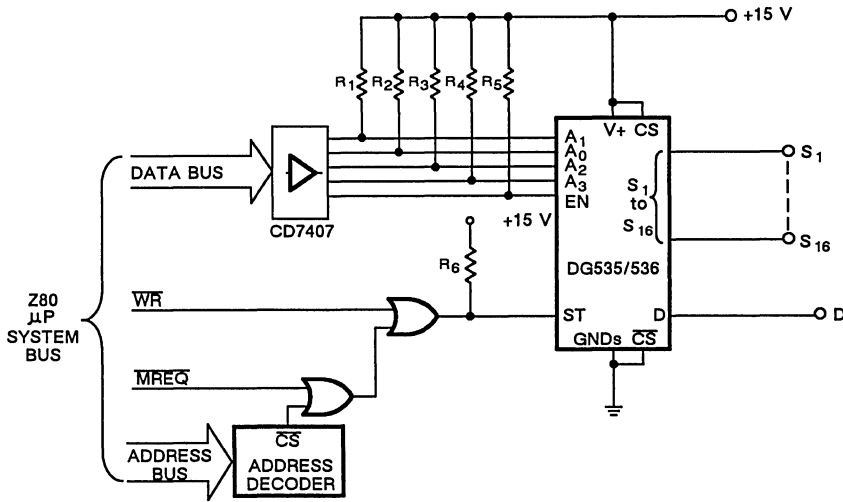 +15 V
R1
R2
R3
R4
R5
V+ CS
A1
A0
A2
A3
EN
S1
to
S16
S1
S16
DATA BUS
CD7407
+15 V
R6
DG535/536
Z80
μP
SYSTEM
BUS
WR
ST
D
D
GNDs CS
MREQ
CS
ADDRESS
BUS
ADDRESS
DECODER